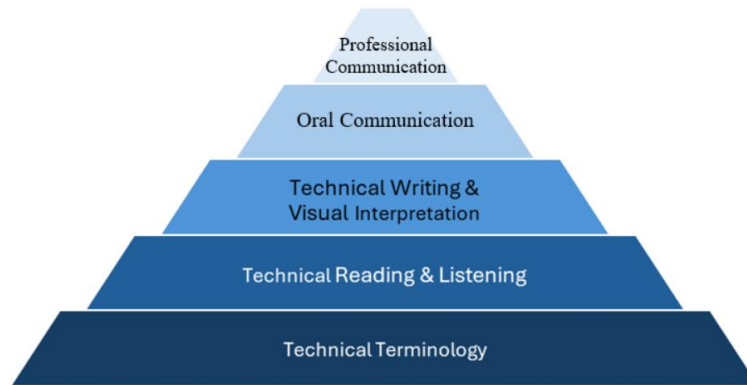 Professional
Communication
Oral Communication
Technical Writing &
Visual Interpretation
Technical Reading & Listening
Technical Terminology